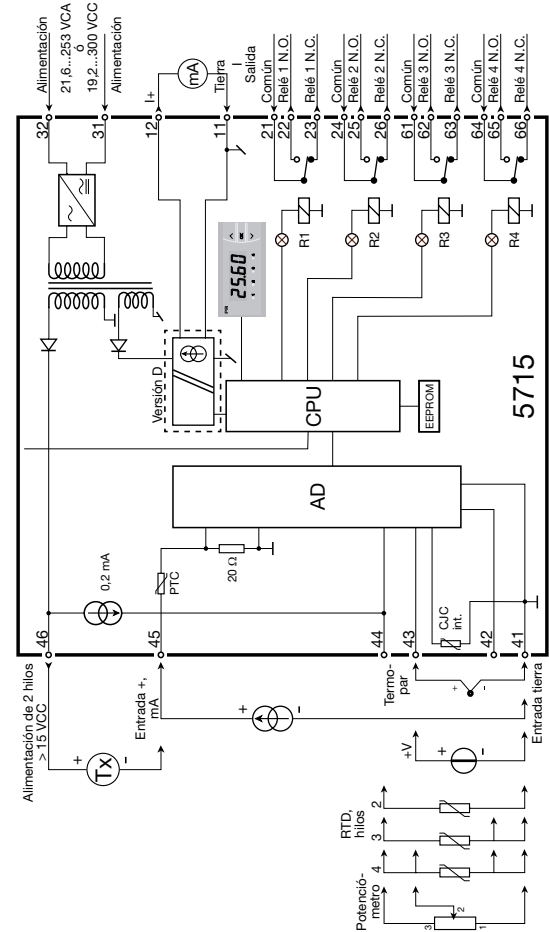 Alimentación
21,6...253 VCA
ó
19,2...300 VCC
Alimentación
32
31
I+
mA
Tierra
12
11
I
Salida
Común
Relé 1 N.O.
Relé 1 N.C.
21
22
23
Común
Relé 2 N.O.
Relé 2 N.C.
24
25
26
Común
Relé 3 N.O.
Relé 3 N.C.
61
62
63
Común
Relé 4 N.O.
Relé 4 N.C.
64
65
66
R1
R2
R3
R4
PR
25.60
OK
Versión D
CPU
EEPROM
5715
AD
0,2 mA
PTC
20 Ω
CJC
int.
46
45
44
43
42
41
Alimentación de 2 hilos
> 15 VCC
+
Tx
-
Entrada +,
mA
+
-
Termo-
par
+
-
Entrada tierra
+V
+
-
RTD,
hilos
2
3
4
Potenció-
metro
3
2
1